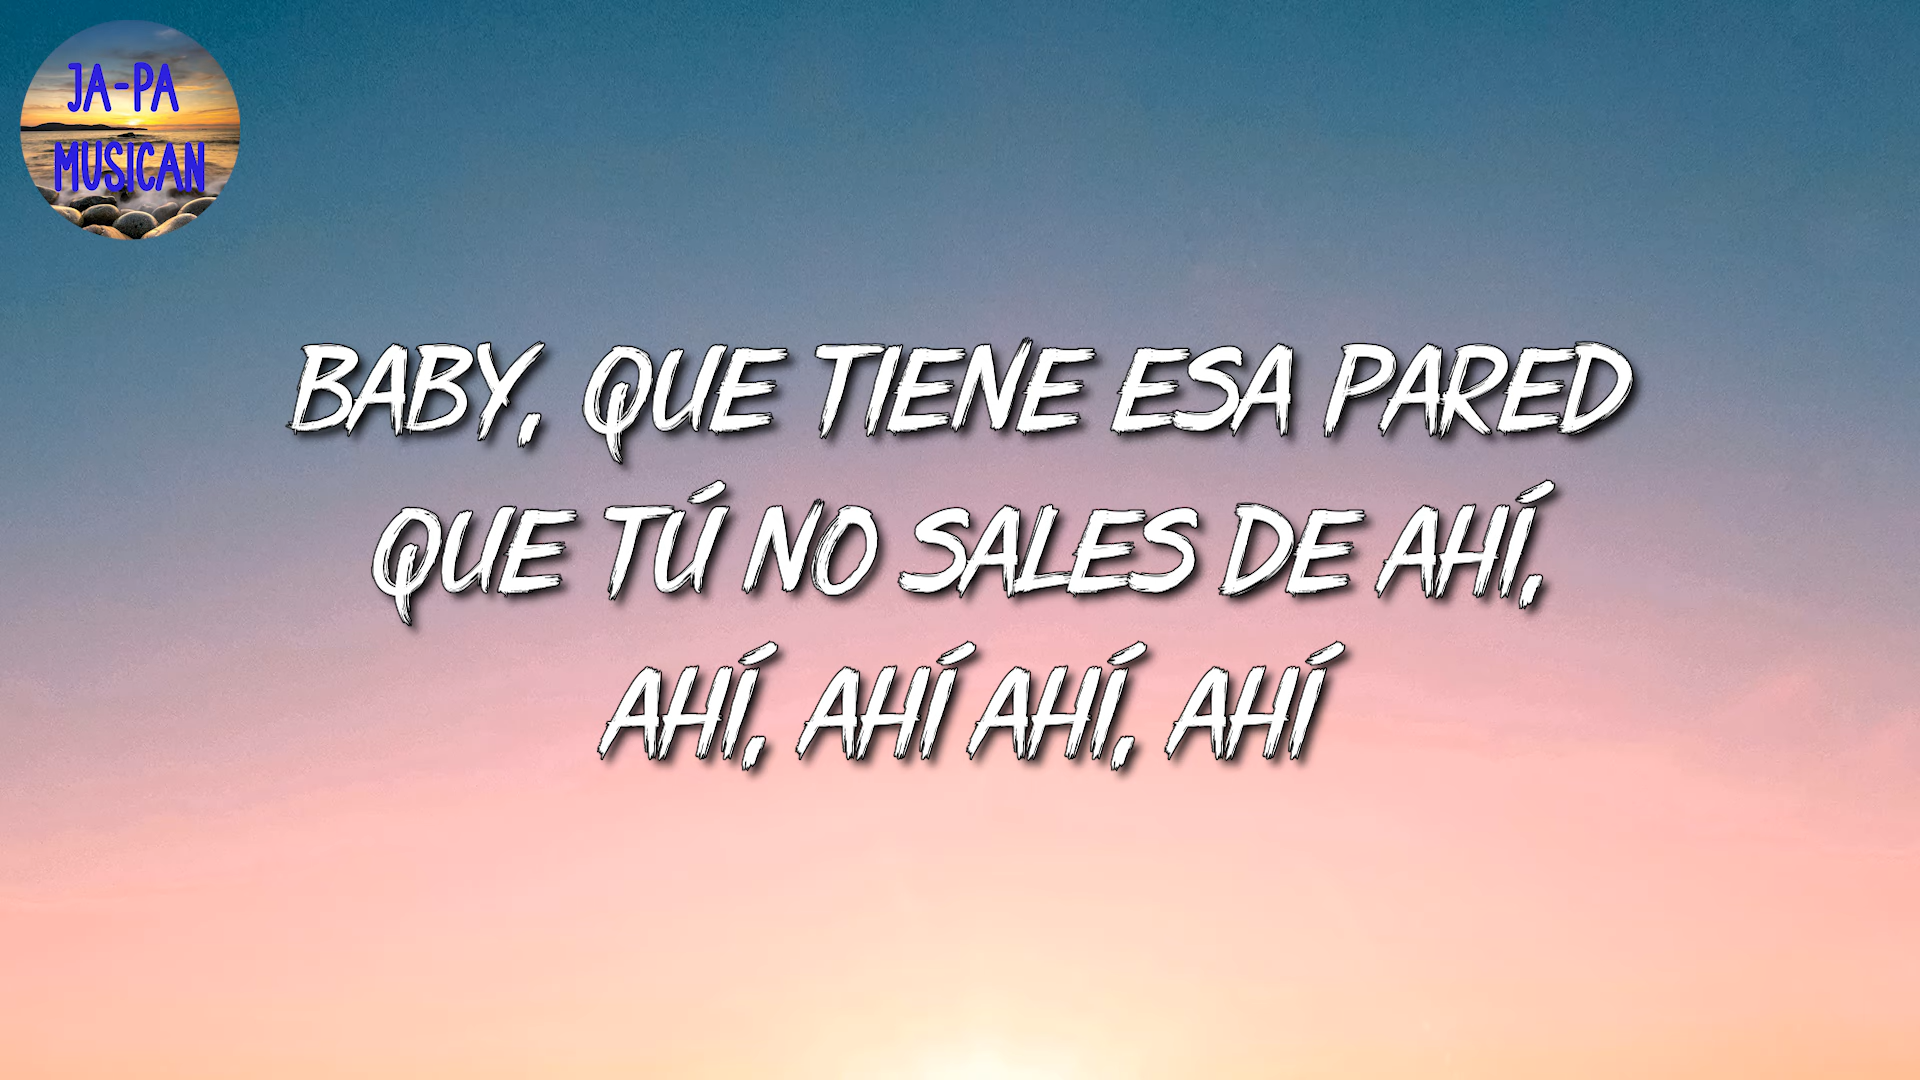 JA-PA
MUSICAN
BABY, QUE TIENE ESA PARED
QUE TÚ NO SALES DE AHÍ,
AHÍ, AHÍ AHÍ, AHÍ